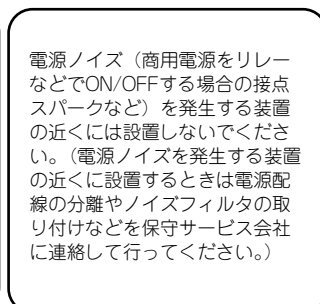 電源ノイズ（商用電源をリレー
などでON/OFFする場合の接点
スパークなど）を発生する装置
の近くには設置しないでくださ
い。（電源ノイズを発生する装置
の近くに設置するときは電源配
線の分離やノイズフィルタの取
り付けなどを保守サービス会社
に連絡して行ってください。）